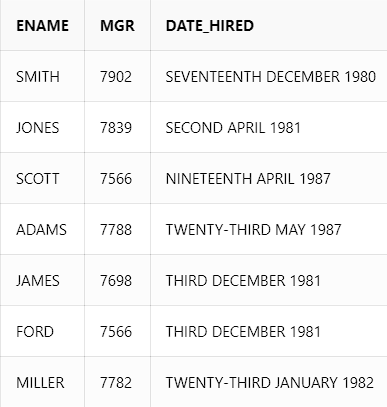 ENAME MGR DATE_HIRED
SMITH 7902 SEVENTEENTH DECEMBER 1980
JONES 7839 SECOND APRIL 1981
SCOTT 7566 NINETEENTH APRIL 1987
ADAMS 7788 TWENTY-THIRD MAY 1987
JAMES 7698 THIRD DECEMBER 1981
FORD 7566 THIRD DECEMBER 1981
MILLER 7782 TWENTY-THIRD JANUARY 1982